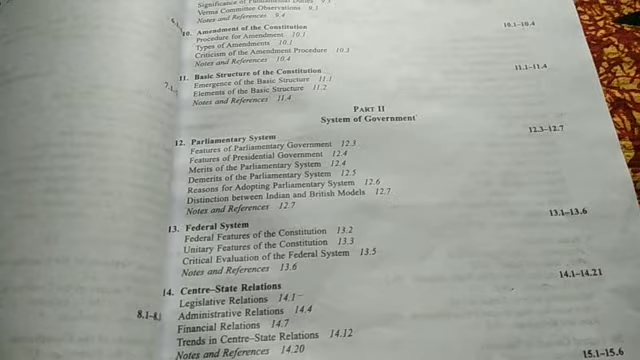 Significance of Fundamental Duties 9.3
Verma Committee Observations 9.3
Notes and References 9.4
10. Amendment of the Constitution 10.1–10.4
Procedure for Amendment 10.1
Types of Amendments 10.1
Criticism of the Amendment Procedure 10.3
Notes and References 10.4
11. Basic Structure of the Constitution 11.1–11.4
Emergence of the Basic Structure 11.1
Elements of the Basic Structure 11.2
Notes and References 11.4
PART II
System of Government
12. Parliamentary System 12.3–12.7
Features of Parliamentary Government 12.3
Features of Presidential Government 12.4
Merits of the Parliamentary System 12.4
Demerits of the Parliamentary System 12.5
Reasons for Adopting Parliamentary System 12.6
Distinction between Indian and British Models 12.7
Notes and References 12.7
13. Federal System 13.1–13.6
Federal Features of the Constitution 13.2
Unitary Features of the Constitution 13.3
Critical Evaluation of the Federal System 13.5
Notes and References 13.6
14. Centre–State Relations 14.1–14.21
Legislative Relations 14.1
8.1–8.
Administrative Relations 14.4
Financial Relations 14.7
Trends in Centre–State Relations 14.12
Notes and References 14.20
15.1–15.6